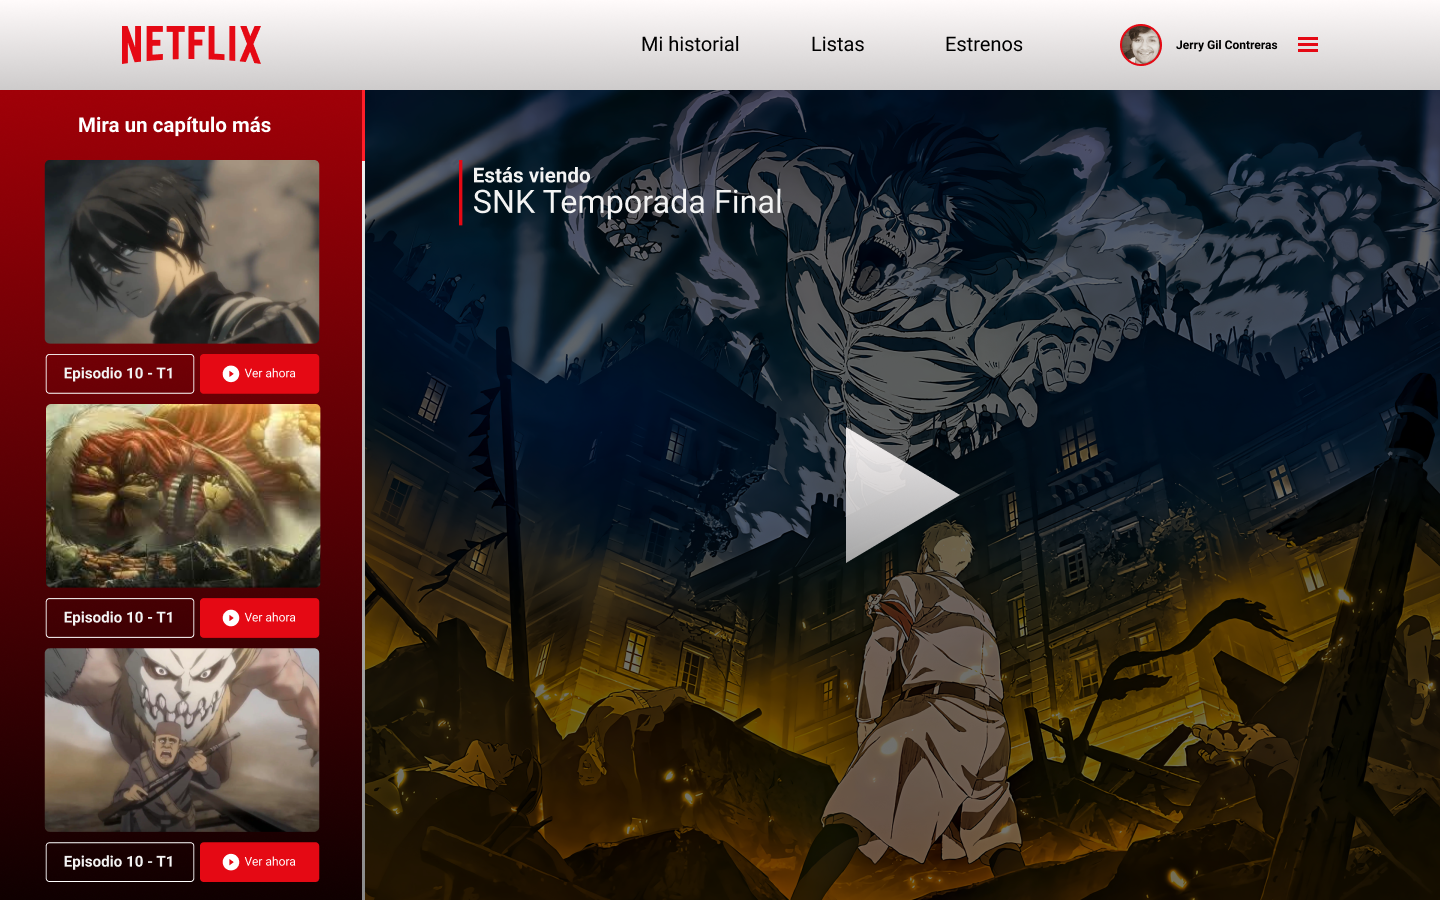 NETFLIX
Mi historial
Listas
Estrenos
Jerry Gil Contreras
Mira un capítulo más
Episodio 10 - T1
Ver ahora
Episodio 10 - T1
Ver ahora
Episodio 10 - T1
Ver ahora
Estás viendo
SNK Temporada Final